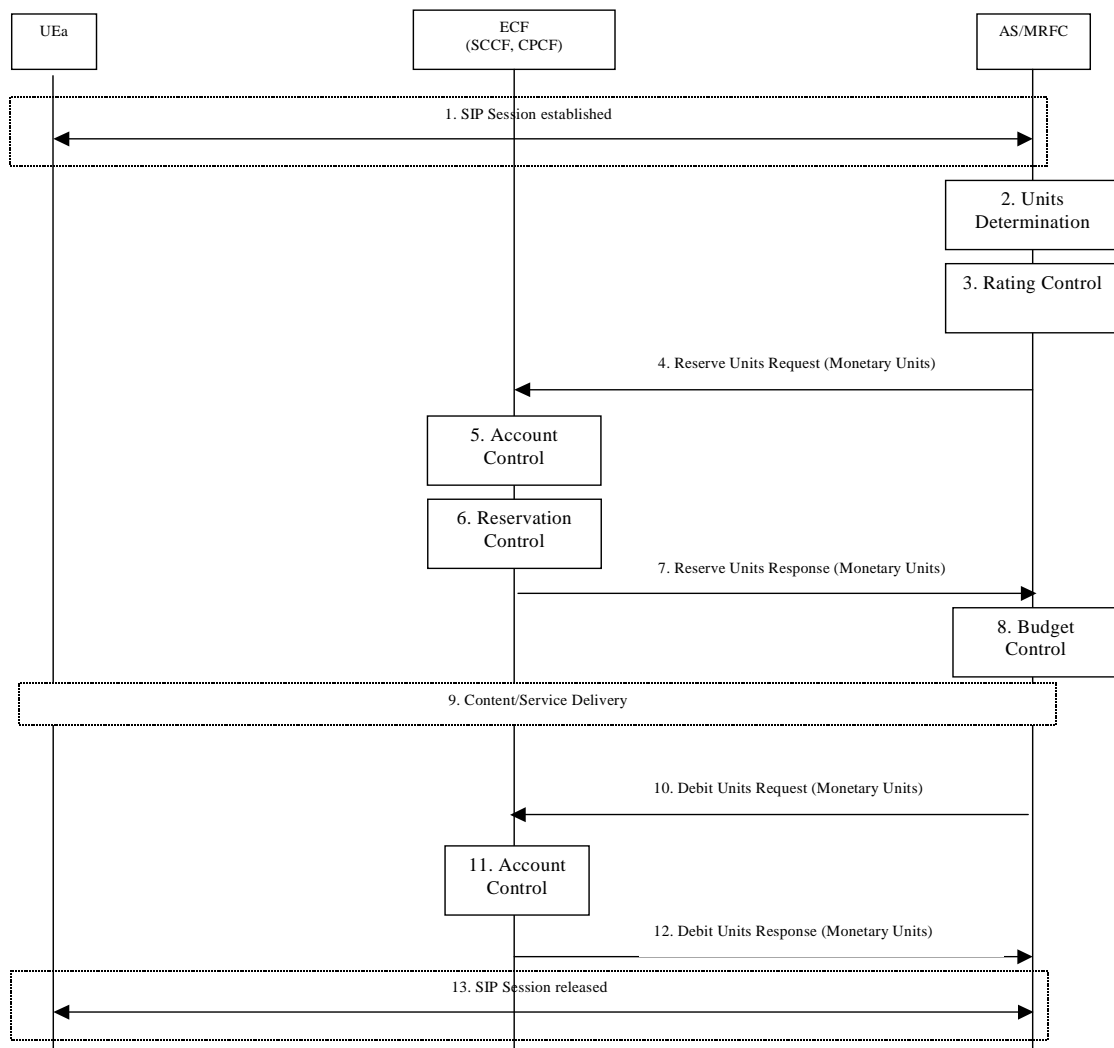 UEa
ECF
(SCCF, CPCF)
AS/MRFC
1. SIP Session established
2. Units
Determination
3. Rating Control
4. Reserve Units Request (Monetary Units)
5. Account
Control
6. Reservation
Control
7. Reserve Units Response (Monetary Units)
8. Budget
Control
9. Content/Service Delivery
10. Debit Units Request (Monetary Units)
11. Account
Control
12. Debit Units Response (Monetary Units)
13. SIP Session released